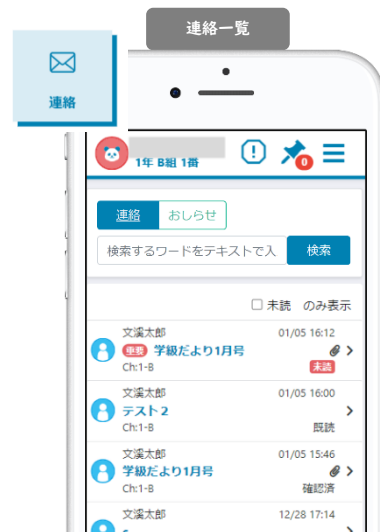 連絡一覧
連絡
1年 B組 1番
0
連絡 おしらせ
検索するワードをテキストで入 検索
未読 のみ表示
文溪太郎 01/05 16:12
重要 学級だより1月号
Ch:1-B 未読
文溪太郎 01/05 16:00
テスト2
Ch:1-B 既読
文溪太郎 01/05 15:46
学級だより1月号
Ch:1-B 確認済
文溪太郎 12/28 17:14